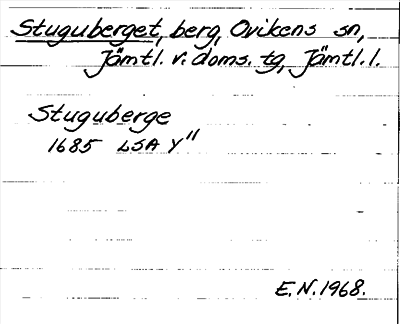 Stuguberget, berg, Ovikens sn,
Jämtl. v. doms. tg, Jämtl. l.
Stuguberge
1685 LSA Y"
E.N. 1968.